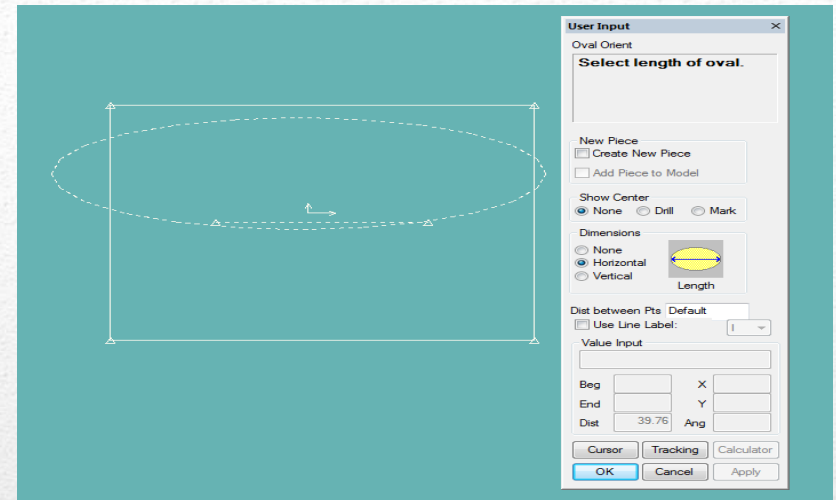 User Input
Oval Orient
Select length of oval.
New Piece
Create New Piece
Add Piece to Model
Show Center
None Drill Mark
Dimensions
None
Horizontal
Vertical
Length
Dist between Pts Default
Use Line Label: I
Value Input
Beg X
End Y
Dist 39.76 Ang
Cursor Tracking Calculator
OK Cancel Apply